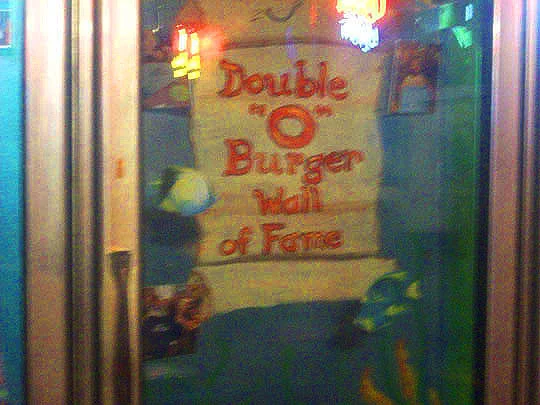 Double
"O"
Burger
Wall
of Fame